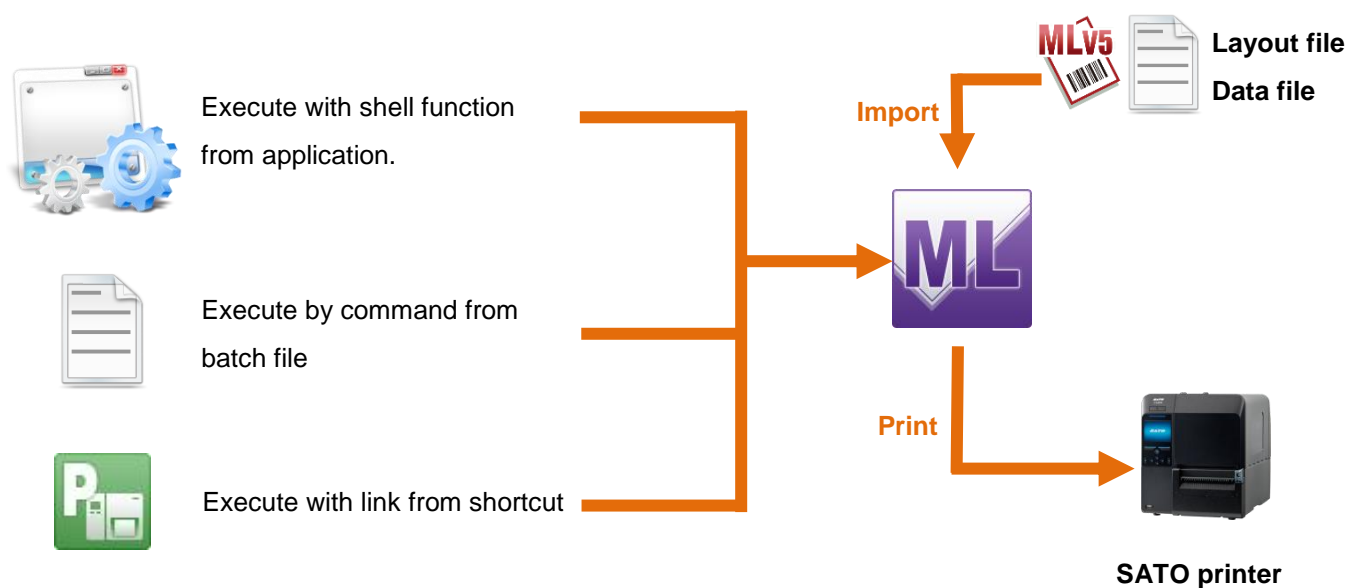 MLV5
Layout file
Data file
Execute with shell function
from application.
Import
ML
Execute by command from
batch file
Print
P
Execute with link from shortcut
SATO printer